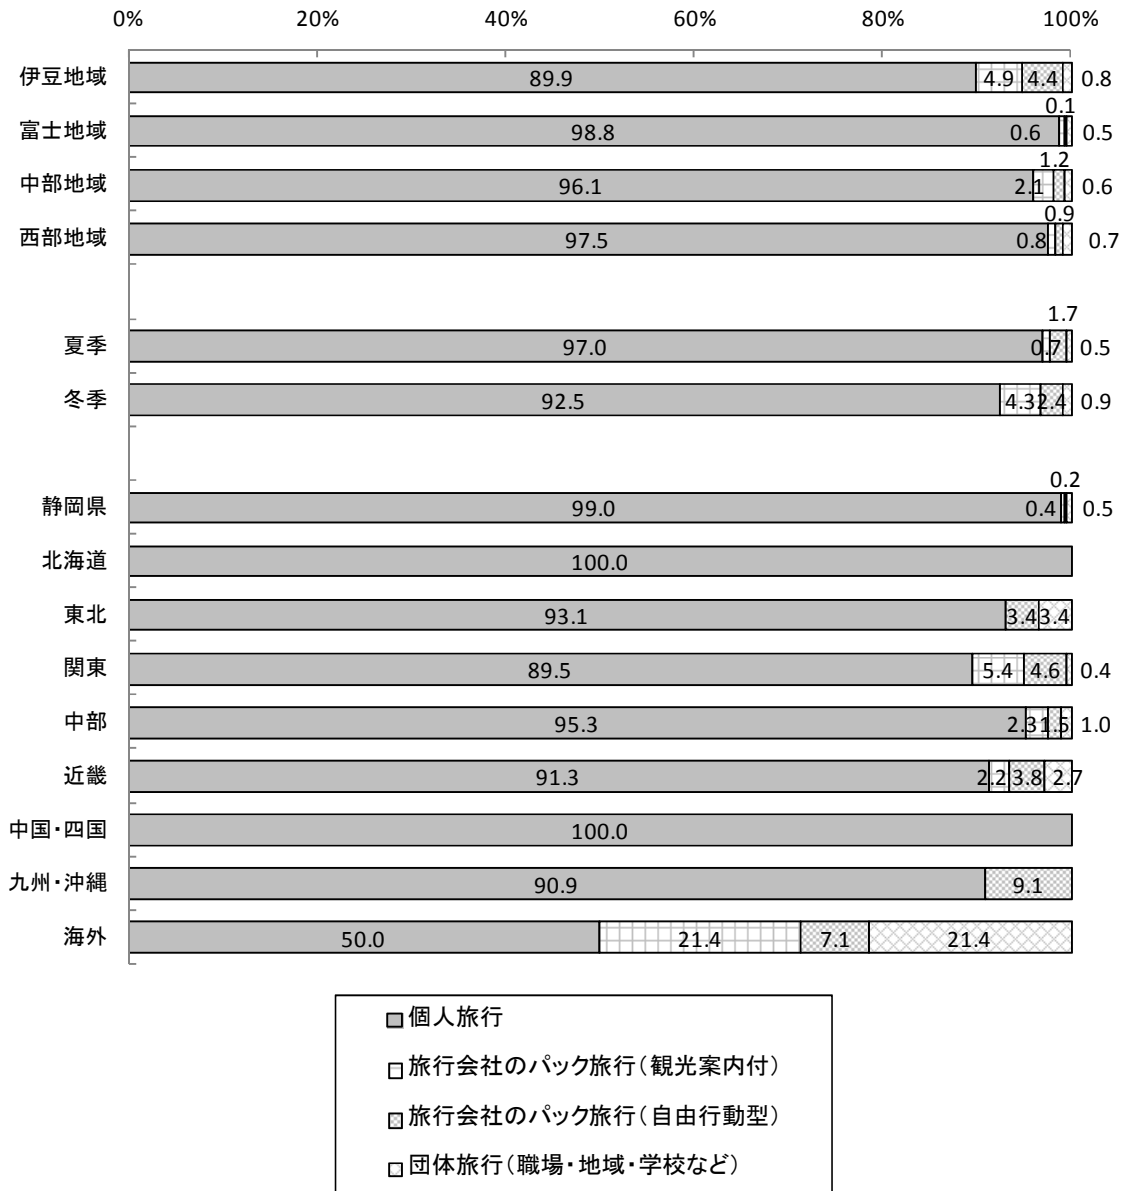 0% 20% 40% 60% 80% 100%
伊豆地域 89.9 4.9 4.4 0.8
0.1
富士地域 98.8 0.6 0.5
1.2
中部地域 96.1 2.1 0.6
0.9
西部地域 97.5 0.8 0.7
1.7
夏季 97.0 0.7 0.5
冬季 92.5 4.3 2.4 0.9
0.2
静岡県 99.0 0.4 0.5
北海道 100.0
東北 93.1 3.4 3.4
関東 89.5 5.4 4.6 0.4
中部 95.3 2.3 1.5 1.0
近畿 91.3 2.2 3.8 2.7
中国・四国 100.0
九州・沖縄 90.9 9.1
海外 50.0 21.4 7.1 21.4
個人旅行
旅行会社のパック旅行（観光案内付）
旅行会社のパック旅行（自由行動型）
団体旅行（職場・地域・学校など）